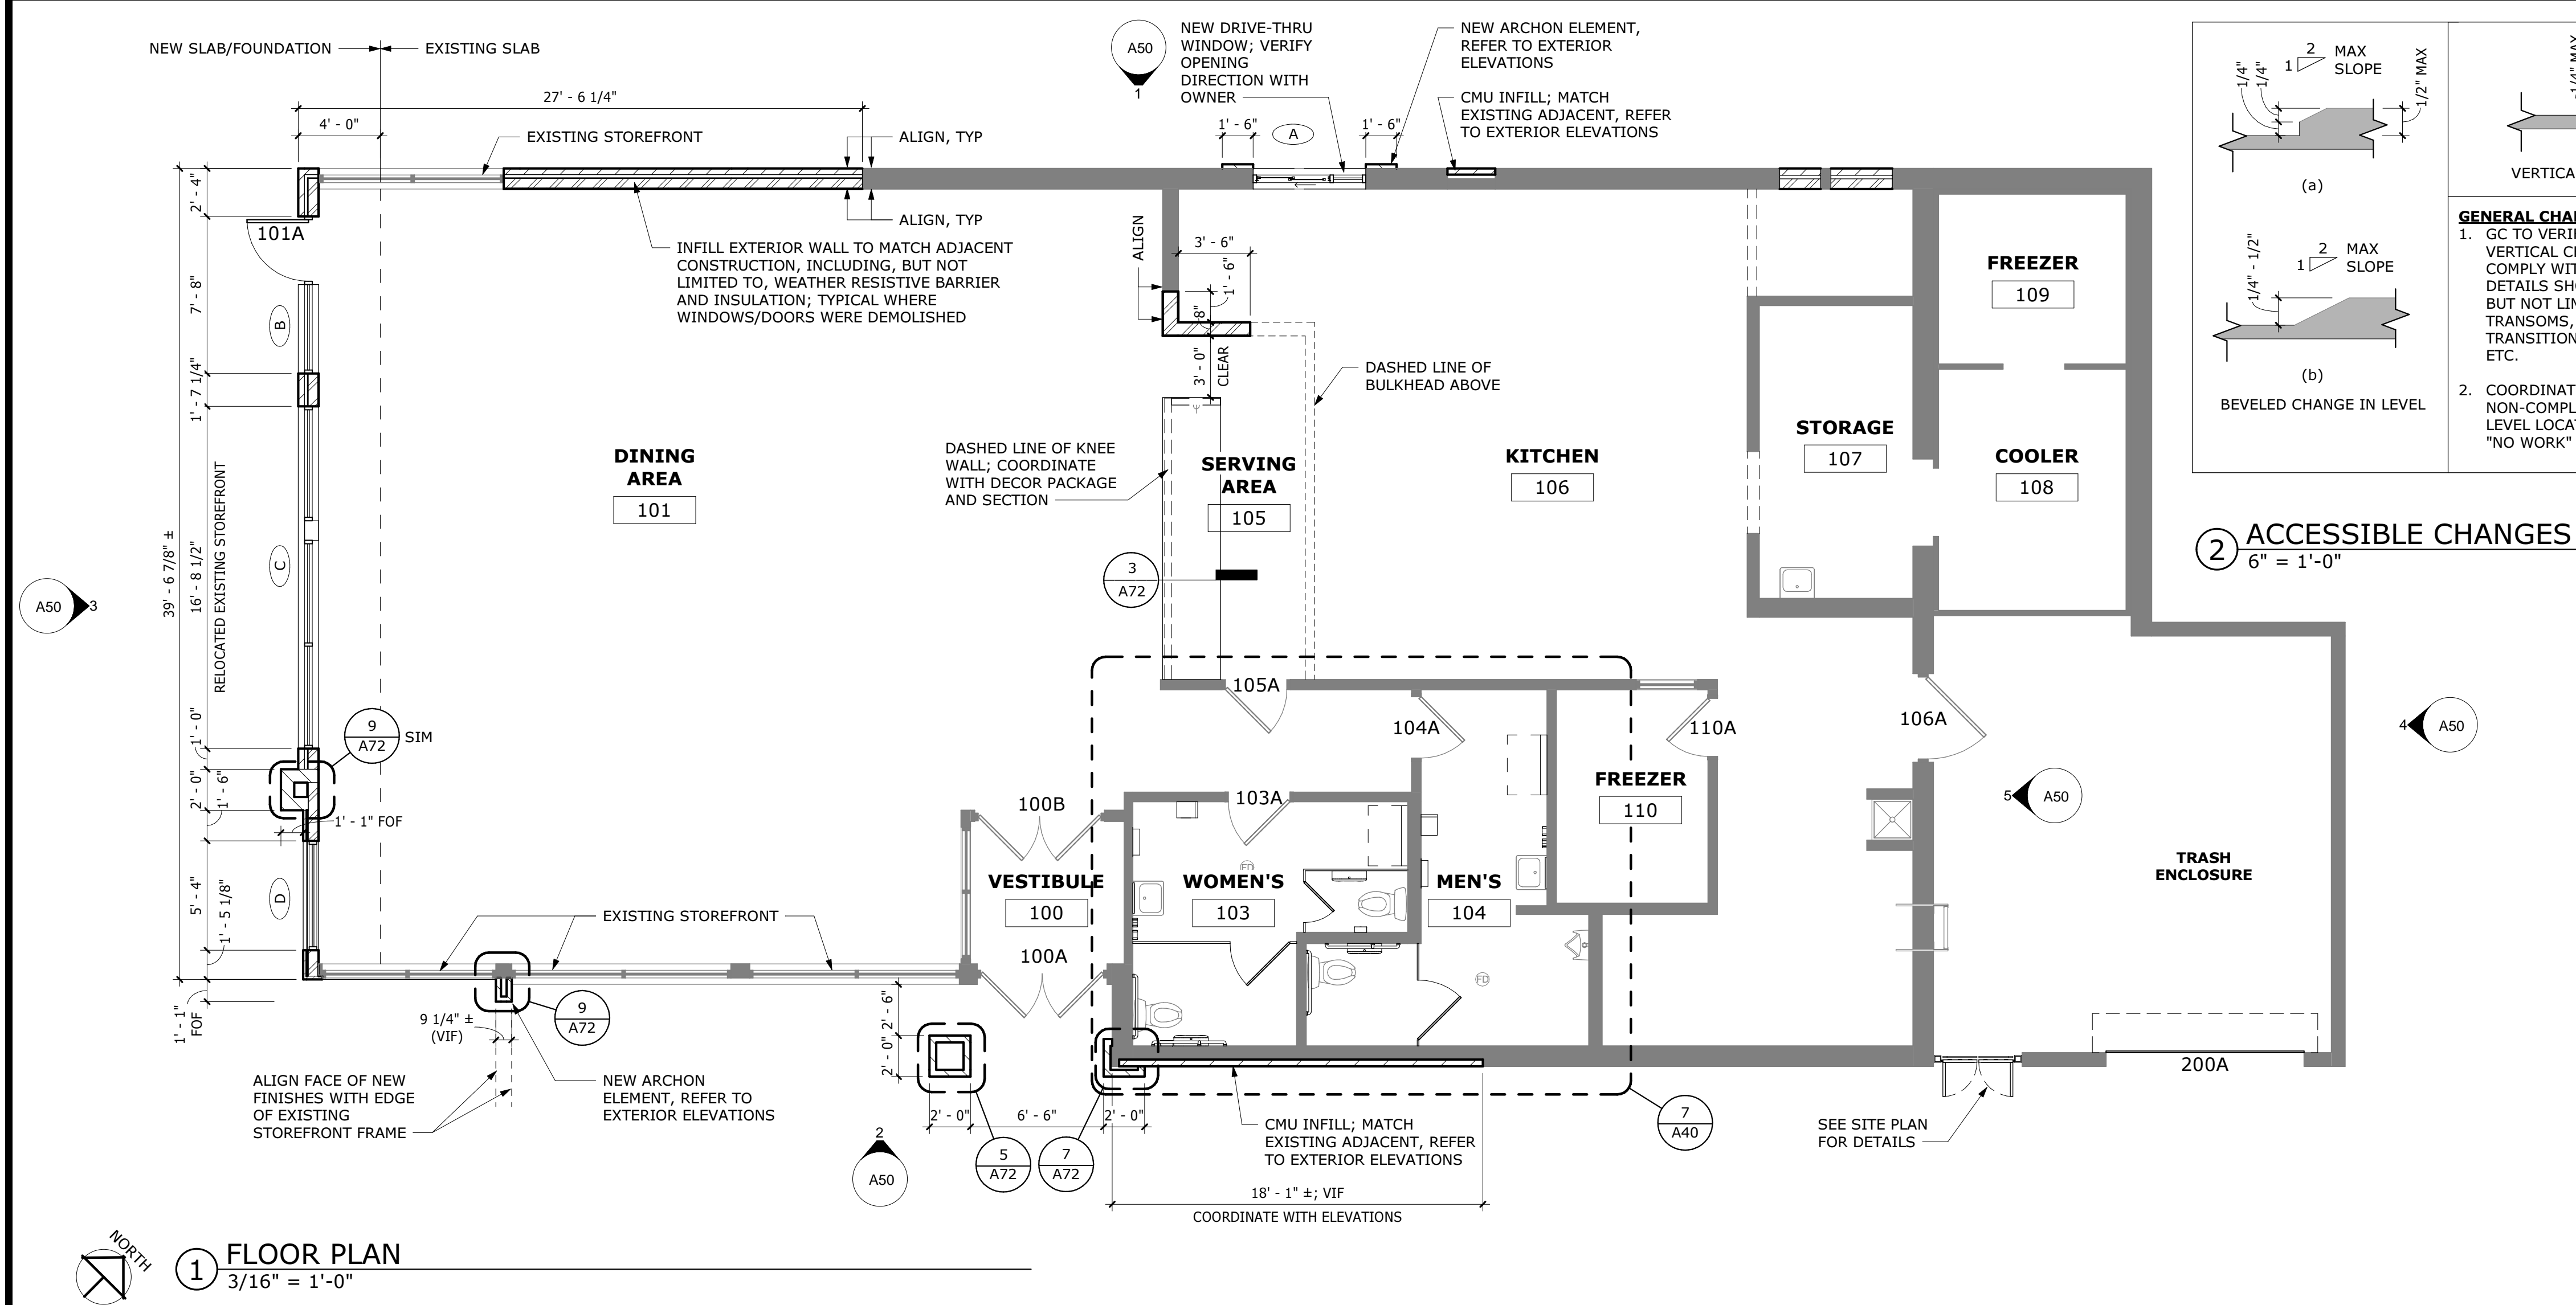 NEW SLAB/FOUNDATION
EXISTING SLAB
27' - 6 1/4"
4' - 0"
EXISTING STOREFRONT
ALIGN, TYP
ALIGN, TYP
A50
1
NEW DRIVE-THRU
WINDOW; VERIFY
OPENING
DIRECTION WITH
OWNER
NEW ARCHON ELEMENT,
REFER TO EXTERIOR
ELEVATIONS
CMU INFILL; MATCH
EXISTING ADJACENT, REFER
TO EXTERIOR ELEVATIONS
1' - 6"
A
1' - 6"
INFILL EXTERIOR WALL TO MATCH ADJACENT
CONSTRUCTION, INCLUDING, BUT NOT
LIMITED TO, WEATHER RESISTIVE BARRIER
AND INSULATION; TYPICAL WHERE
WINDOWS/DOORS WERE DEMOLISHED
ALIGN
3' - 6"
1' - 6"
8"
3' - 0"
CLEAR
DASHED LINE OF
BULKHEAD ABOVE
DASHED LINE OF KNEE
WALL; COORDINATE
WITH DECOR PACKAGE
AND SECTION
2' - 4"
101A
7' - 8"
B
1' - 7 1/4"
39' - 6 7/8" ±
16' - 8 1/2"
RELOCATED EXISTING STOREFRONT
C
A50
3
1' - 0"
2' - 0"
1' - 6"
1' - 1" FOF
9
A72
SIM
5' - 4"
1' - 5 1/8"
D
1' - 1"
FOF
DINING
AREA
101
SERVING
AREA
105
3
A72
KITCHEN
106
STORAGE
107
FREEZER
109
COOLER
108
105A
104A
110A
106A
103A
100B
100A
FREEZER
110
VESTIBULE
100
WOMEN'S
103
FD
MEN'S
104
FD
EXISTING STOREFRONT
9 1/4" ±
(VIF)
9
A72
ALIGN FACE OF NEW
FINISHES WITH EDGE
OF EXISTING
STOREFRONT FRAME
NEW ARCHON
ELEMENT, REFER TO
EXTERIOR ELEVATIONS
2' - 6"
2' - 0"
2' - 0"
6' - 6"
2' - 0"
2
A50
5
A72
7
A72
CMU INFILL; MATCH
EXISTING ADJACENT, REFER
TO EXTERIOR ELEVATIONS
18' - 1" ±; VIF
COORDINATE WITH ELEVATIONS
7
A40
SEE SITE PLAN
FOR DETAILS
200A
TRASH
ENCLOSURE
5
A50
4
A50
1/4"
1/4"
2
1
MAX
SLOPE
1/2" MAX
(a)
1/4" - 1/2"
2
1
MAX
SLOPE
(b)
BEVELED CHANGE IN LEVEL
1/4" MAX
VERTICA
GENERAL CHA
1. GC TO VERI
VERTICAL C
COMPLY WIT
DETAILS SH
BUT NOT LI
TRANSOMS,
TRANSITION
ETC.
2. COORDINAT
NON-COMPL
LEVEL LOCA
"NO WORK"
2
ACCESSIBLE CHANGES
6" = 1'-0"
NORTH
1
FLOOR PLAN
3/16" = 1'-0"